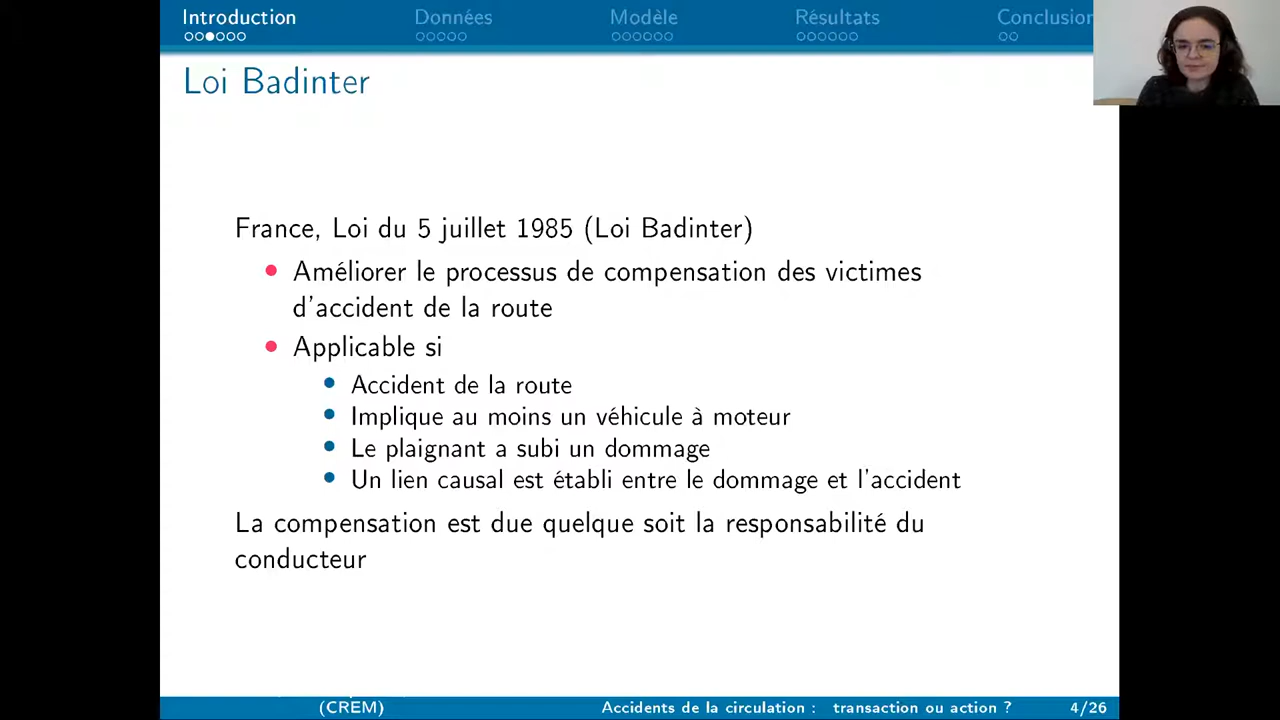 Introduction
Données
Modèle
Résultats
Conclusion
Loi Badinter
France, Loi du 5 juillet 1985 (Loi Badinter)
Améliorer le processus de compensation des victimes
d'accident de la route
Applicable si
Accident de la route
Implique au moins un véhicule à moteur
Le plaignant a subi un dommage
Un lien causal est établi entre le dommage et l'accident
La compensation est due quelque soit la responsabilité du
conducteur
(CREM)
Accidents de la circulation : transaction ou action ?
4/26